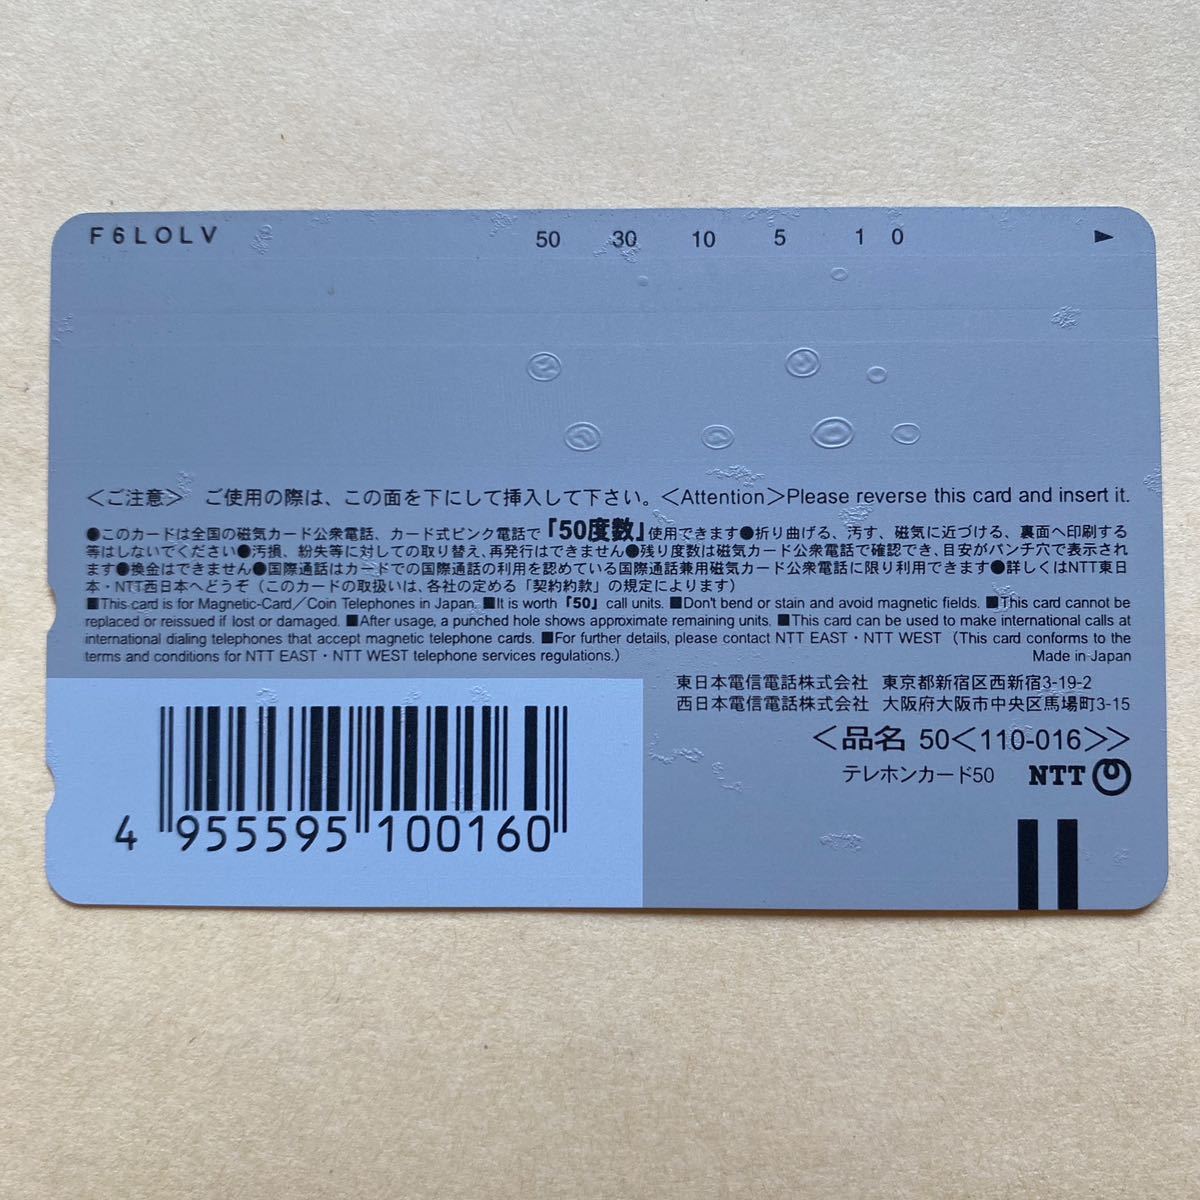 F6LOLV 50 30 10 5 1 0 ▶
＜ご注意＞ ご使用の際は、この面を下にして挿入して下さい。＜Attention＞Please reverse this card and insert it.
●このカードは全国の磁気カード公衆電話、カード式ピンク電話で『50度数』使用できます●折り曲げる、汚す、磁気に近づける、裏面へ印刷する
等はしないでください●汚損、紛失等に対しての取り替え、再発行はできません●残り度数は磁気カード公衆電話で確認でき、目安がパンチ穴で表示され
ます●換金はできません●国際通話はカードでの国際通話の利用を認めている国際通話兼用磁気カード公衆電話に限り利用できます●詳しくはNTT東日
本・NTT西日本へどうぞ（このカードの取扱いは、各社の定める「契約約款」の規定によります）
■This card is for Magnetic-Card／Coin Telephones in Japan. ■It is worth『50』call units. ■Don't bend or stain and avoid magnetic fields. ■This card cannot be
replaced or reissued if lost or damaged. ■After usage, a punched hole shows approximate remaining units. ■This card can be used to make international calls at
international dialing telephones that accept magnetic telephone cards. ■For further details, please contact NTT EAST・NTT WEST（This card conforms to the
terms and conditions for NTT EAST・NTT WEST telephone services regulations.） Made in Japan
東日本電信電話株式会社 東京都新宿区西新宿3-19-2
西日本電信電話株式会社 大阪府大阪市中央区馬場町3-15
＜品名 50＜110-016＞＞
テレホンカード50 NTT
4 955595 100160